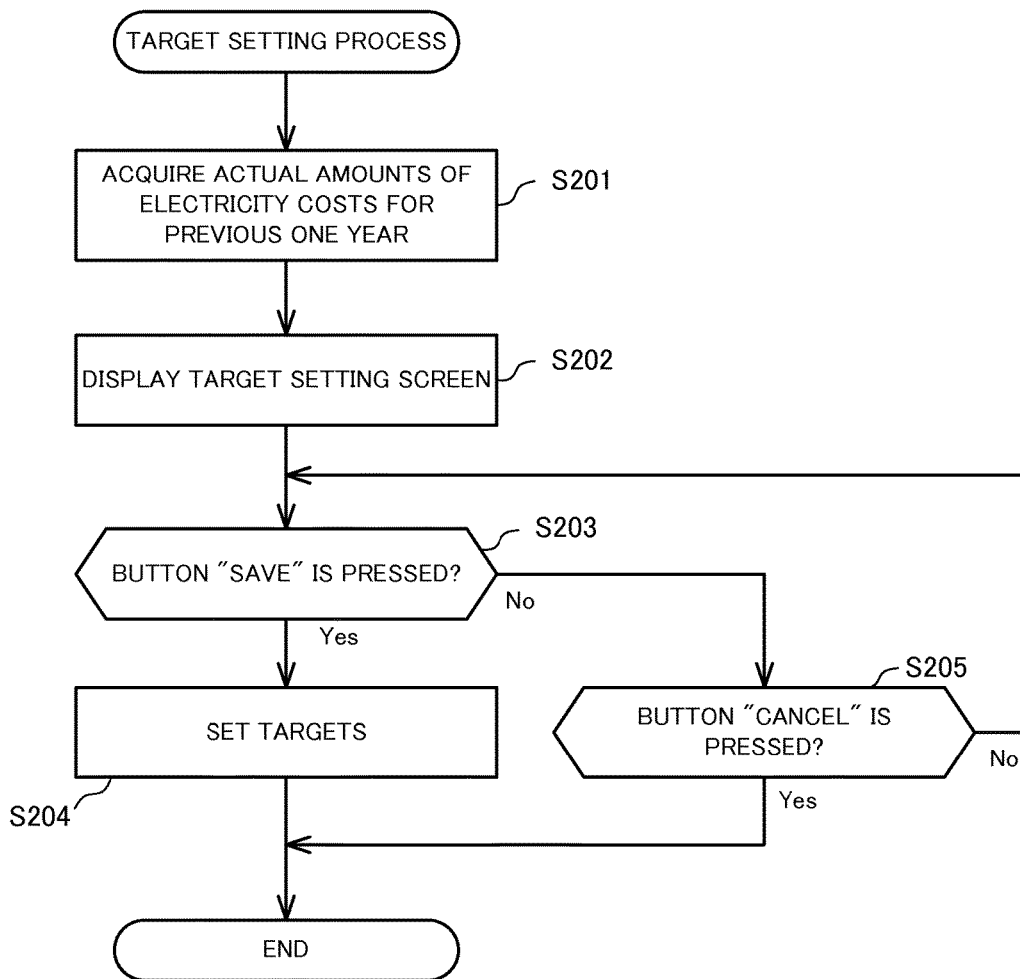 TARGET SETTING PROCESS
ACQUIRE ACTUAL AMOUNTS OF
ELECTRICITY COSTS FOR
PREVIOUS ONE YEAR
S201
DISPLAY TARGET SETTING SCREEN
S202
BUTTON "SAVE" IS PRESSED?
S203
No
Yes
SET TARGETS
S204
BUTTON "CANCEL" IS
PRESSED?
S205
No
Yes
END